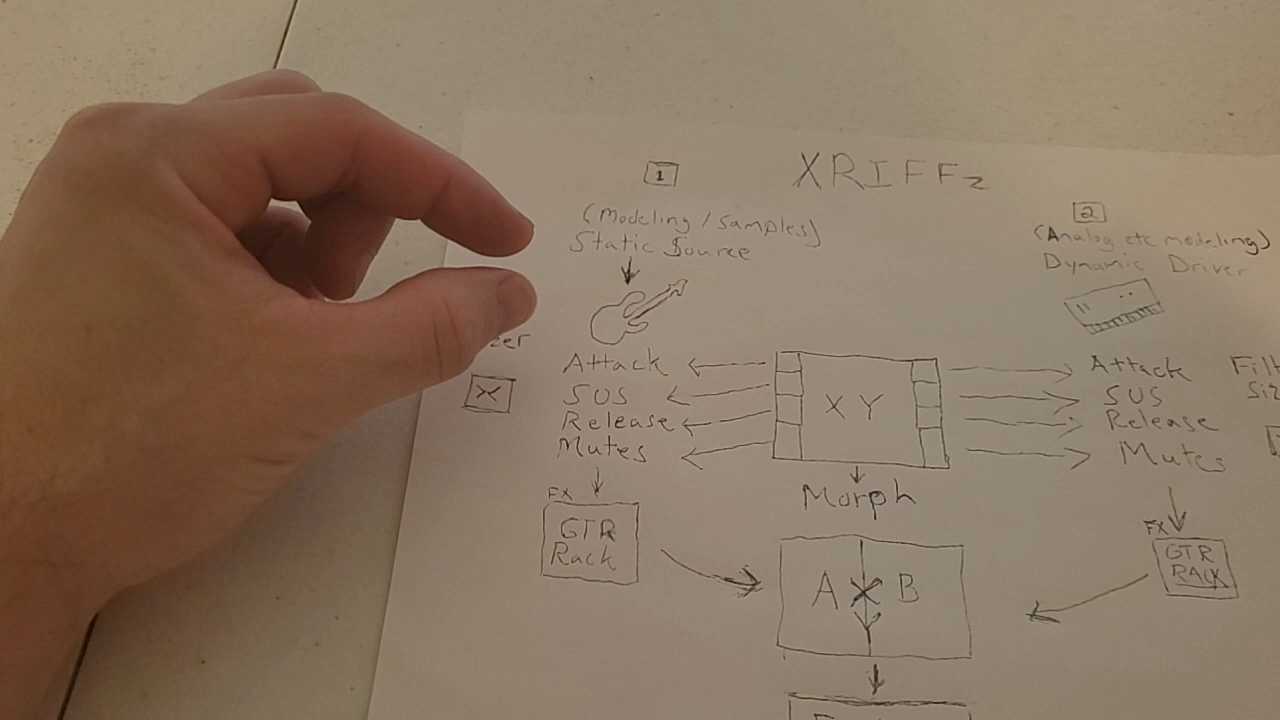 XRIFFz
1
(Modeling / Samples)
Static Source
2
(Analog etc modeling)
Dynamic Driver
Attack
SUS
Release
Mutes
X Y
Attack
SUS
Release
Mutes
Morph
FX
GTR
Rack
A X B
Y
FX
GTR
RACK